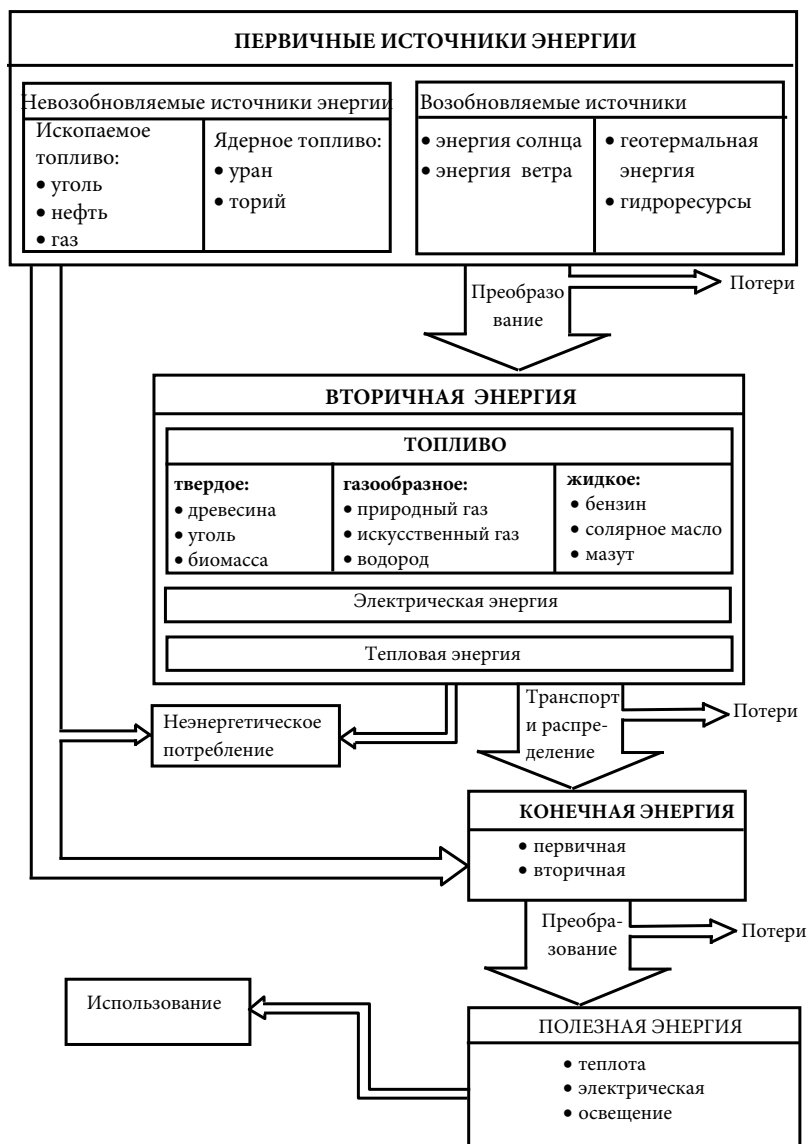 ПЕРВИЧНЫЕ ИСТОЧНИКИ ЭНЕРГИИ
Невозобновляемые источники энергии
Ископаемое
топливо:
• уголь
• нефть
• газ
Ядерное топливо:
• уран
• торий
Возобновляемые источники
• энергия солнца
• энергия ветра
• геотермальная
энергия
• гидроресурсы
Преобразо
вание
Потери
ВТОРИЧНАЯ ЭНЕРГИЯ
ТОПЛИВО
твердое:
• древесина
• уголь
• биомасса
газообразное:
• природный газ
• искусственный газ
• водород
жидкое:
• бензин
• солярное масло
• мазут
Электрическая энергия
Тепловая энергия
Неэнергетическое
потребление
Транспорт
и распре-
деление
Потери
КОНЕЧНАЯ ЭНЕРГИЯ
• первичная
• вторичная
Преобра-
зование
Потери
Использование
ПОЛЕЗНАЯ ЭНЕРГИЯ
• теплота
• электрическая
• освещение